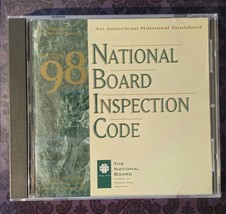 An American National Standard
98
NATIONAL
BOARD
INSPECTION
CODE
THE
NATIONAL
BOARD